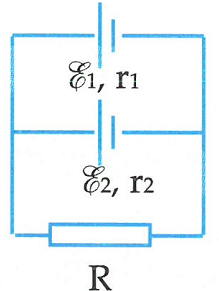 ℰ1, r1
ℰ2, r2
R